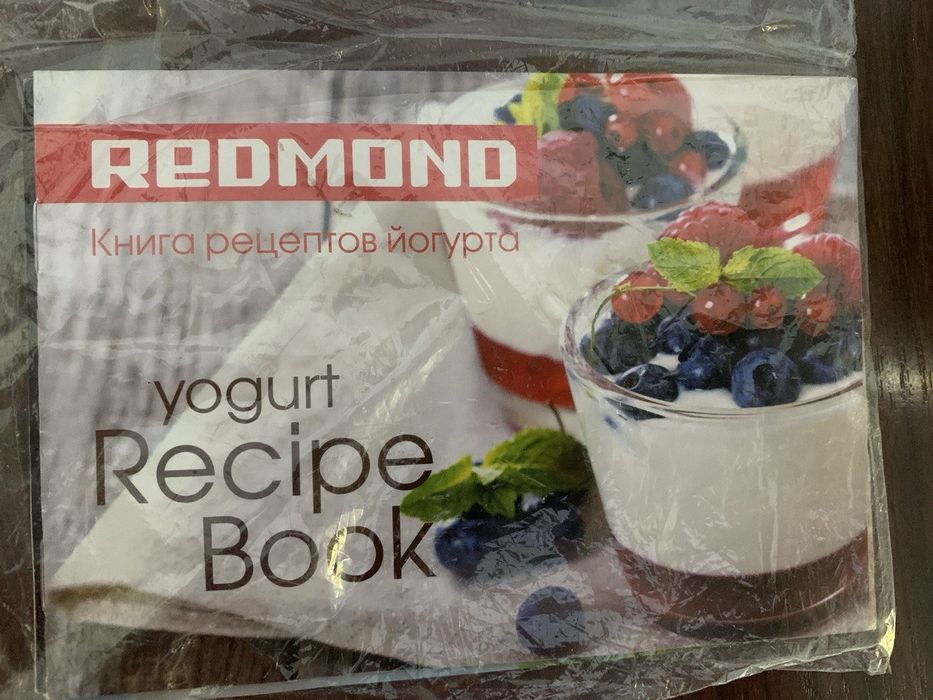 REDMOND
Книга рецептов йогурта
yogurt
Recipe
Book